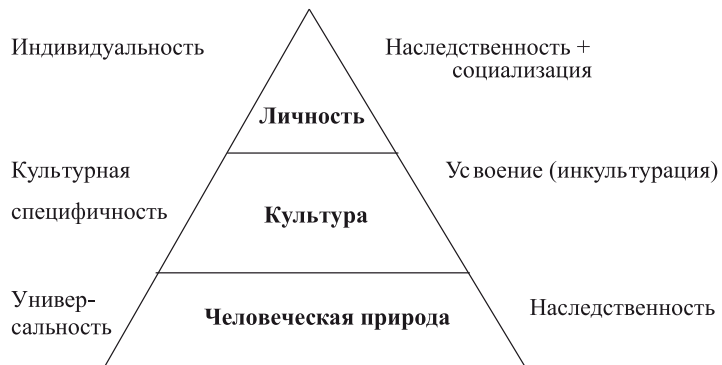 Индивидуальность
Наследственность +
социализация
Личность
Культурная
специфичность
Усвоение (инкультурация)
Культура
Универ-
сальность
Человеческая природа
Наследственность